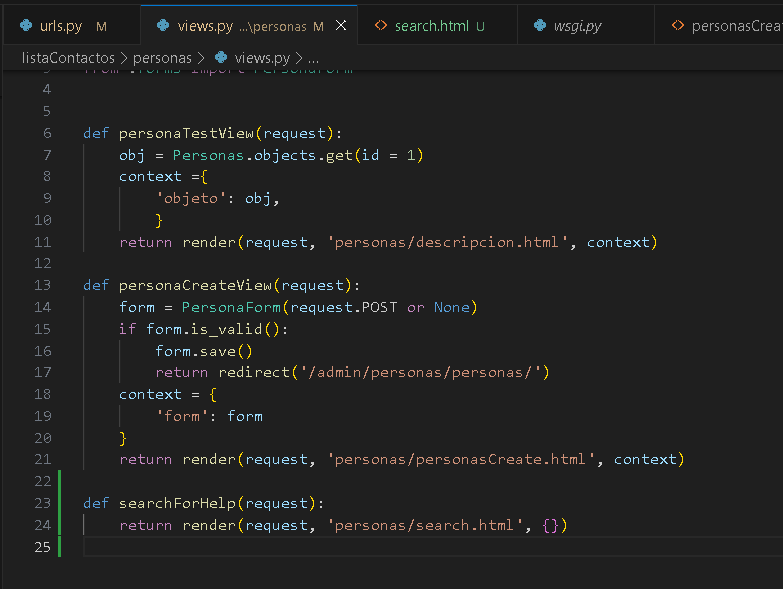 urls.py M views.py ...\personas M search.html U wsgi.py personasCrea
listaContactos > personas > views.py > ...
3 from .forms import PersonaForm
4
5
6 def personaTestView(request):
7 obj = Personas.objects.get(id = 1)
8 context ={
9 'objeto': obj,
10 }
11 return render(request, 'personas/descripcion.html', context)
12
13 def personaCreateView(request):
14 form = PersonaForm(request.POST or None)
15 if form.is_valid():
16 form.save()
17 return redirect('/admin/personas/personas/')
18 context = {
19 'form': form
20 }
21 return render(request, 'personas/personasCreate.html', context)
22
23 def searchForHelp(request):
24 return render(request, 'personas/search.html', {})
25